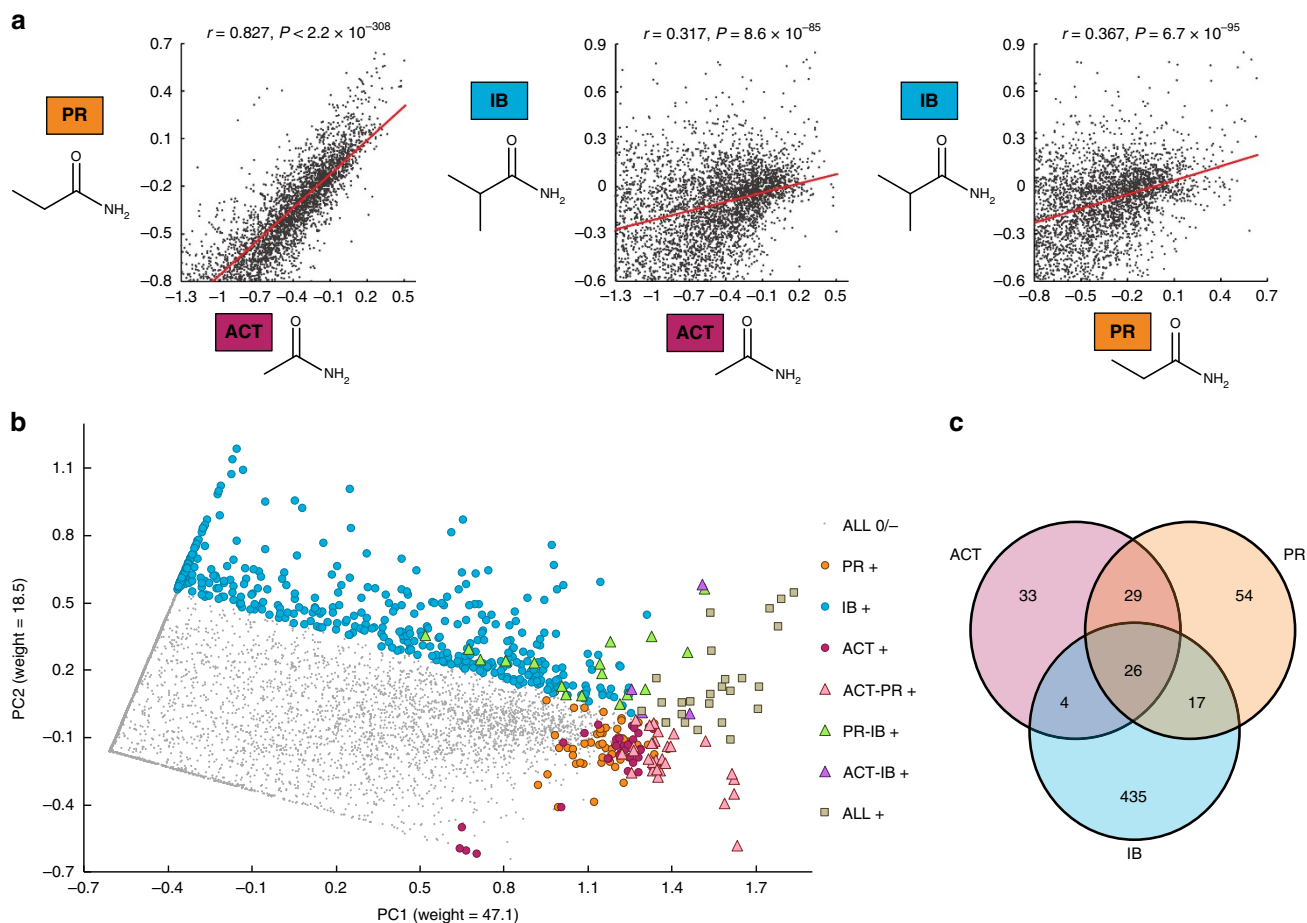 a
r = 0.827, P < 2.2 × 10⁻³⁰⁸
0.7
0.4
0.1
−0.2
−0.5
−0.8
−1.3 −1 −0.7 −0.4 −0.1 0.2 0.5
PR
O
NH₂
ACT
O
NH₂
r = 0.317, P = 8.6 × 10⁻⁸⁵
0.9
0.6
0.3
0
−0.3
−0.6
−1.3 −1 −0.7 −0.4 −0.1 0.2 0.5
IB
O
NH₂
ACT
O
NH₂
r = 0.367, P = 6.7 × 10⁻⁹⁵
0.9
0.6
0.3
0
−0.3
−0.6
−0.8 −0.5 −0.2 0.1 0.4 0.7
IB
O
NH₂
PR
O
NH₂
b
PC2 (weight = 18.5)
1.1
0.8
0.5
0.2
−0.1
−0.4
−0.7
−0.7 −0.4 −0.1 0.2 0.5 0.8 1.1 1.4 1.7
PC1 (weight = 47.1)
ALL 0/−
PR +
IB +
ACT +
ACT-PR +
PR-IB +
ACT-IB +
ALL +
c
ACT
PR
33
29
54
26
4
17
435
IB